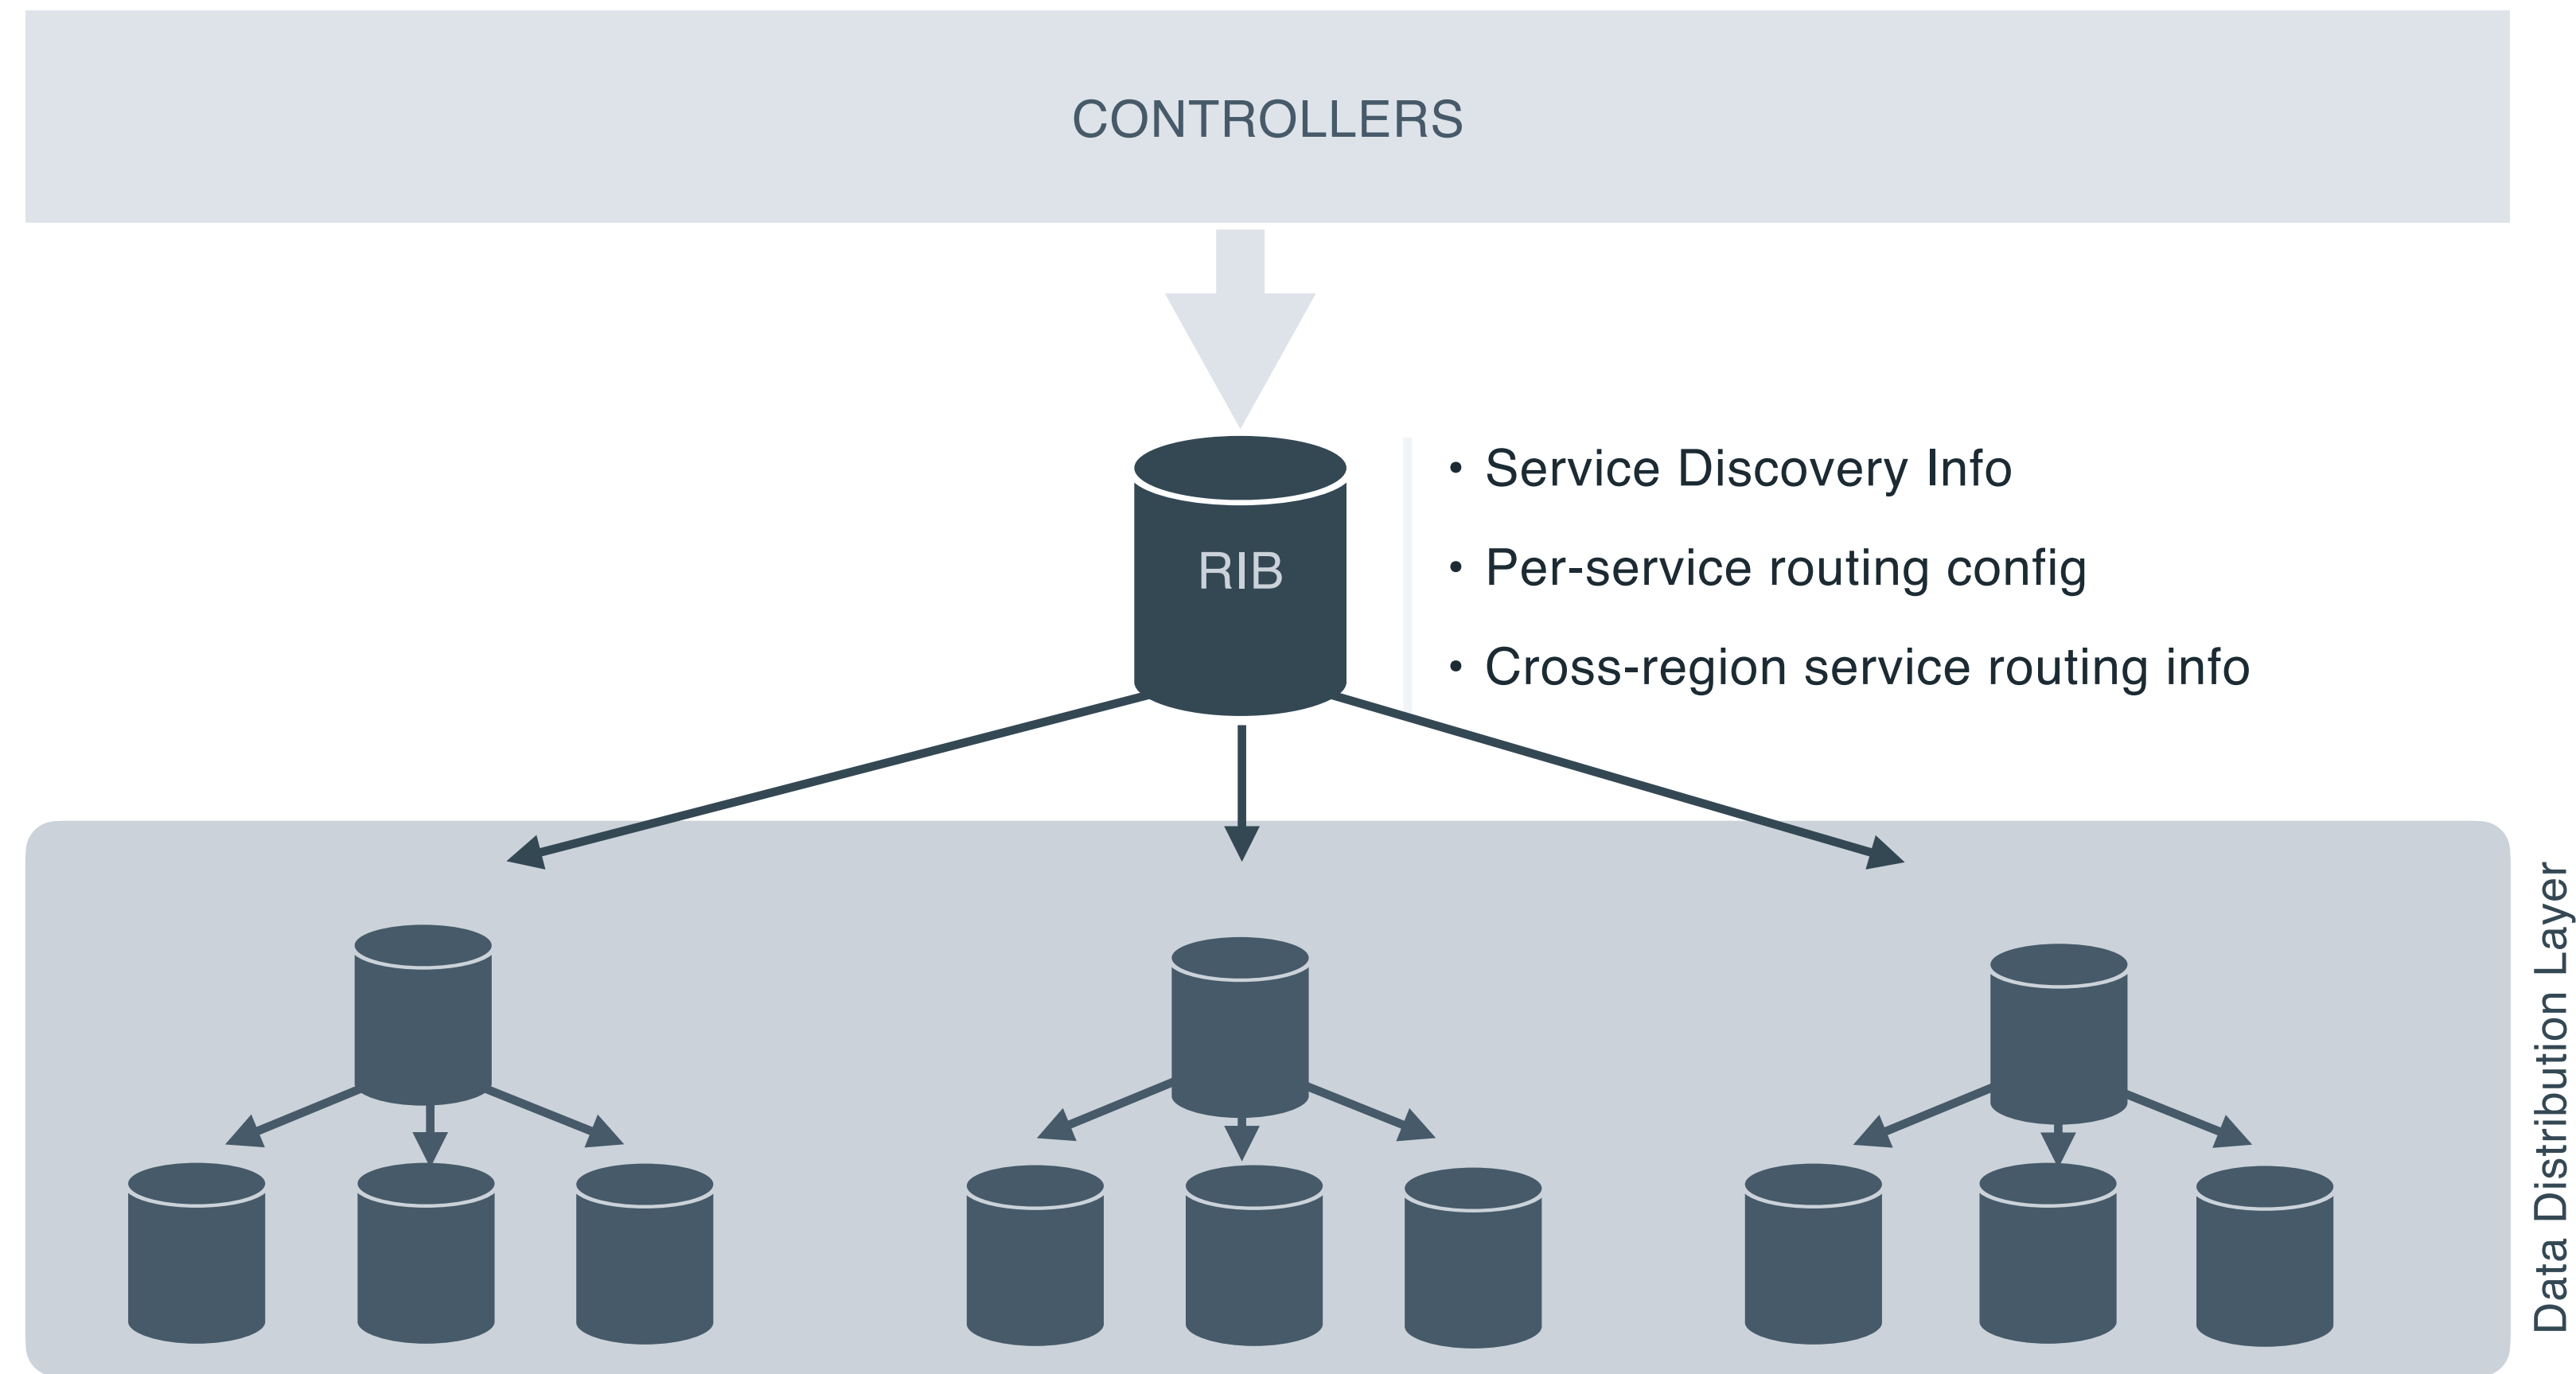 CONTROLLERS
RIB
• Service Discovery Info
• Per-service routing config
• Cross-region service routing info
Data Distribution Layer